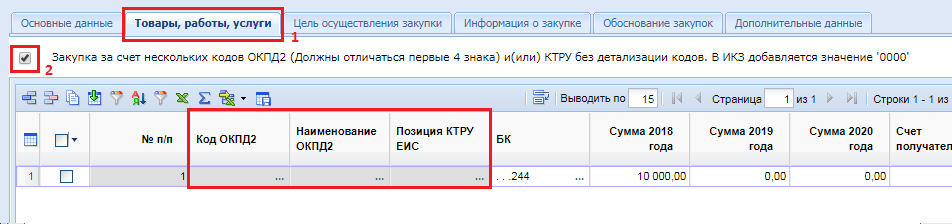 Основные данные Товары, работы, услуги Цель осуществления закупки Информация о закупке Обоснование закупок Дополнительные данные
1
2 Закупка за счет нескольких кодов ОКПД2 (Должны отличаться первые 4 знака) и(или) КТРУ без детализации кодов. В ИКЗ добавляется значение '0000'
Выводить по 15 Страница 1 из 1 Строки 1 - 1 из
№ п/п Код ОКПД2 Наименование ОКПД2 Позиция КТРУ ЕИС БК Сумма 2018 года Сумма 2019 года Сумма 2020 года Счет получател
1 1 ... ... ... . . .244 ... 10 000,00 0,00 0,00